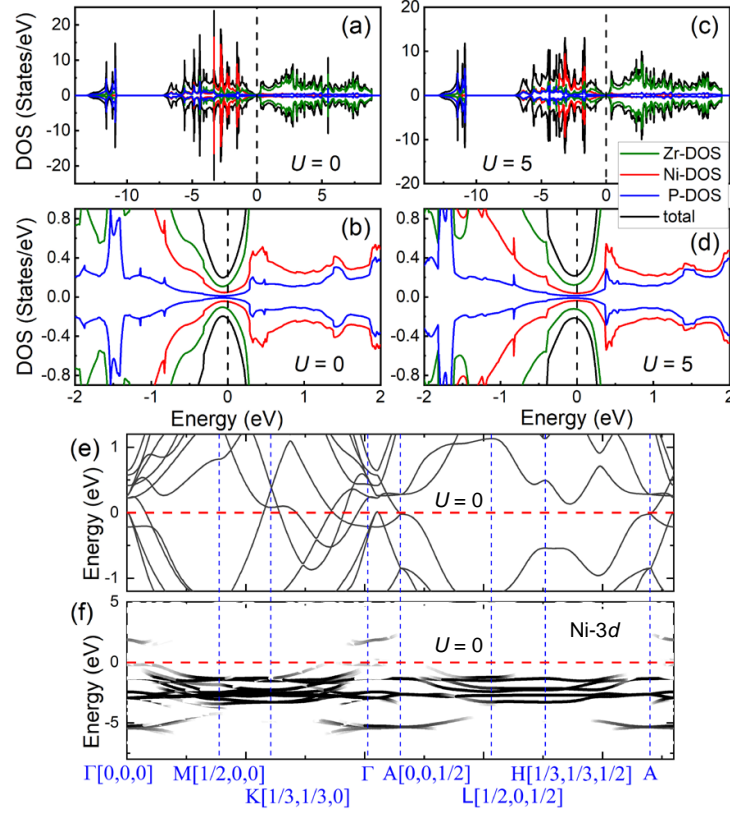 (a)
(c)
DOS (States/eV)
20
10
0
-10
-20
20
10
0
-10
-20
U = 0
U = 5
-10 -5 0 5
-15 -10 -5 0
Zr-DOS
Ni-DOS
P-DOS
total
(b)
(d)
DOS (States/eV)
0.8
0.4
0.0
-0.4
-0.8
0.8
0.4
0.0
-0.4
-0.8
U = 0
U = 5
-2 -1 0 1 2
-2 -1 0 1 2
Energy (eV)
Energy (eV)
(e)
Energy (eV)
1
0
-1
U = 0
(f)
Energy (eV)
5
0
-5
U = 0
Ni-3d
Γ[0,0,0] M[1/2,0,0] Γ A[0,0,1/2] H[1/3,1/3,1/2] A
K[1/3,1/3,0] L[1/2,0,1/2]